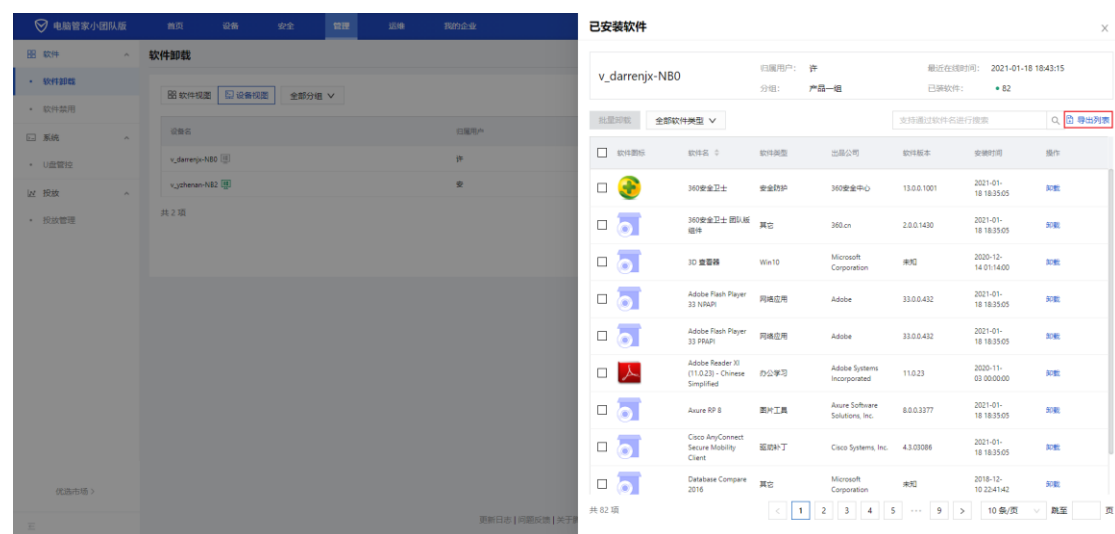 电脑管家小团队版 首页 设备 安全 管理 运维 我的企业
软件
软件卸载
软件禁用
系统
U盘管控
投放
投放管理
优选市场 >
软件卸载
软件视图 设备视图 全部分组
设备名 归属用户
v_darrenjx-NB0 许
v_yzhenan-NB2 安
共 2 项
更新日志 | 问题反馈 | 关于
已安装软件 ×
v_darrenjx-NB0 归属用户: 许 最近在线时间: 2021-01-18 18:43:15
分组: 产品一组 已装软件: 82
批量卸载 全部软件类型 支持通过软件名进行搜索 导出列表
软件图标 软件名 软件类型 出品公司 软件版本 安装时间 操作
360安全卫士 安全防护 360安全中心 13.0.0.1001 2021-01-
18 18:35:05 卸载
360安全卫士 团队版
组件 其它 360.cn 2.0.0.1430 2021-01-
18 18:35:05 卸载
3D 查看器 Win10 Microsoft
Corporation 未知 2020-12-
14 01:14:00 卸载
Adobe Flash Player
33 NPAPI 网络应用 Adobe 33.0.0.432 2021-01-
18 18:35:05 卸载
Adobe Flash Player
33 PPAPI 网络应用 Adobe 33.0.0.432 2021-01-
18 18:35:05 卸载
Adobe Reader XI
(11.0.23) - Chinese
Simplified 办公学习 Adobe Systems
Incorporated 11.0.23 2020-11-
03 00:00:00 卸载
Axure RP 8 图片工具 Axure Software
Solutions, Inc. 8.0.0.3377 2021-01-
18 18:35:05 卸载
Cisco AnyConnect
Secure Mobility
Client 驱动补丁 Cisco Systems, Inc. 4.3.03086 2021-01-
18 18:35:05 卸载
Database Compare
2016 其它 Microsoft
Corporation 未知 2018-12-
10 22:41:42 卸载
共 82 项 < 1 2 3 4 5 ··· 9 > 10 条/页 跳至 页